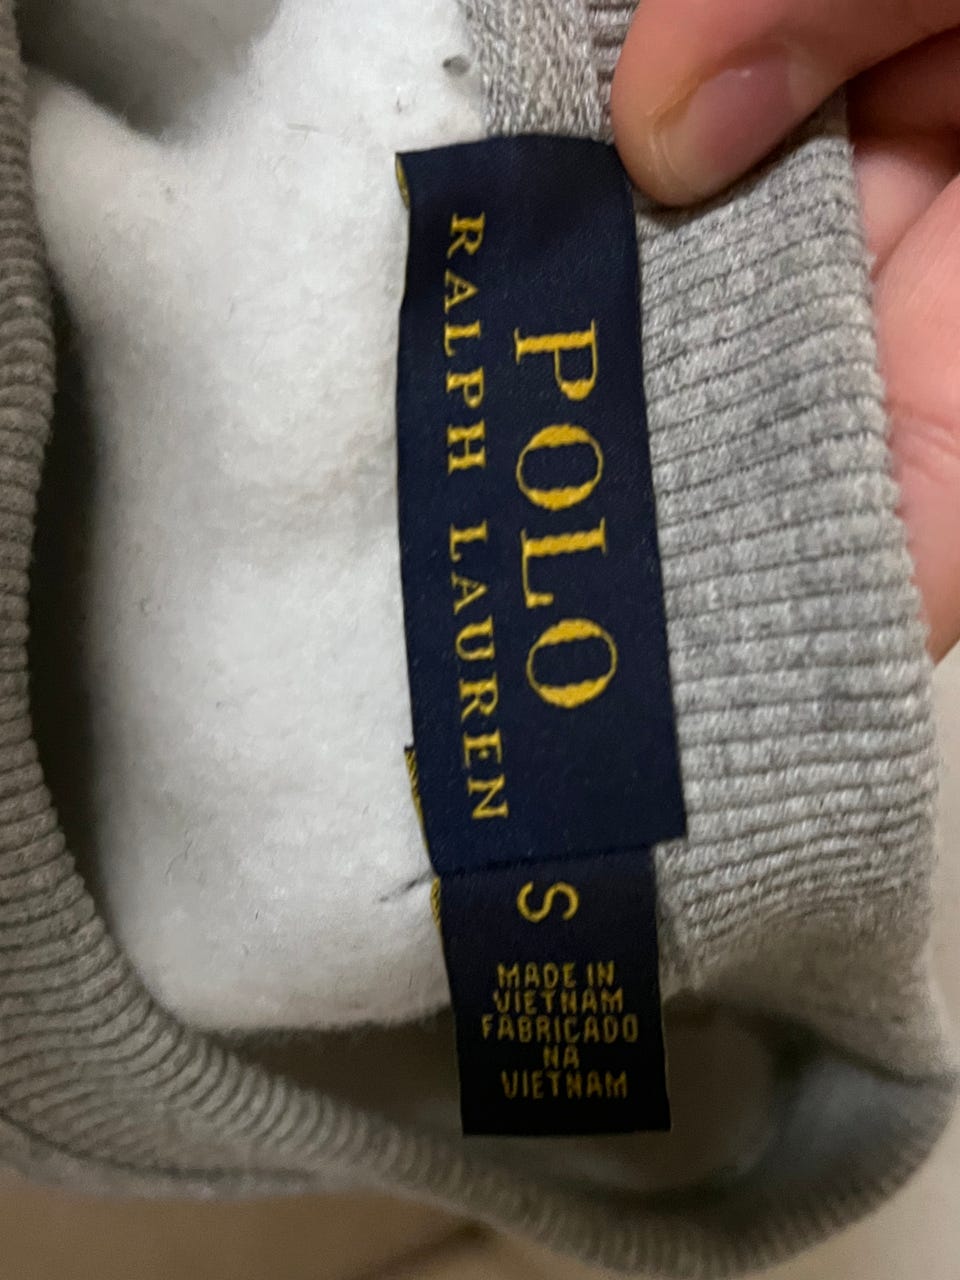 POLO
RALPH LAUREN
S
MADE IN
VIETNAM
FABRICADO
NA
VIETNAM